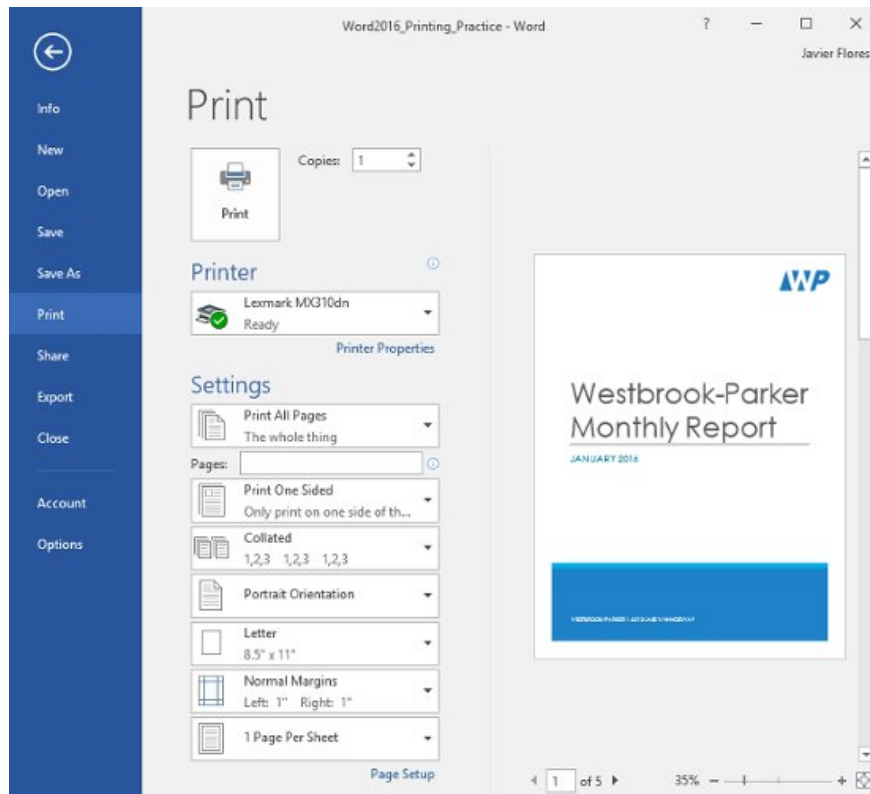 Word2016_Printing_Practice - Word
?
Javier Flores
Info
New
Open
Save
Save As
Print
Share
Export
Close
Account
Options
Print
Print
Copies: 1
Printer
Lexmark MX310dn
Ready
Printer Properties
Settings
Print All Pages
The whole thing
Pages:
Print One Sided
Only print on one side of th...
Collated
1,2,3 1,2,3 1,2,3
Portrait Orientation
Letter
8.5" x 11"
Normal Margins
Left: 1" Right: 1"
1 Page Per Sheet
Page Setup
AWP
Westbrook-Parker
Monthly Report
JANUARY 2016
WESTBROOK-PARKER
1 of 5
35%